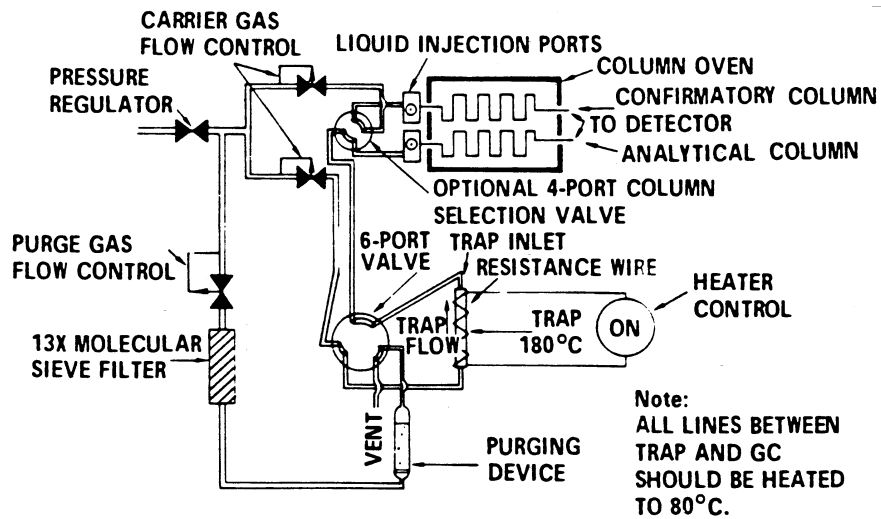 CARRIER GAS
FLOW CONTROL
LIQUID INJECTION PORTS
PRESSURE
REGULATOR
COLUMN OVEN
CONFIRMATORY COLUMN
TO DETECTOR
ANALYTICAL COLUMN
OPTIONAL 4-PORT COLUMN
SELECTION VALVE
PURGE GAS
FLOW CONTROL
6-PORT
VALVE
TRAP INLET
RESISTANCE WIRE
HEATER
CONTROL
TRAP
FLOW
TRAP
180°C
ON
13X MOLECULAR
SIEVE FILTER
VENT
PURGING
DEVICE
Note:
ALL LINES BETWEEN
TRAP AND GC
SHOULD BE HEATED
TO 80°C.